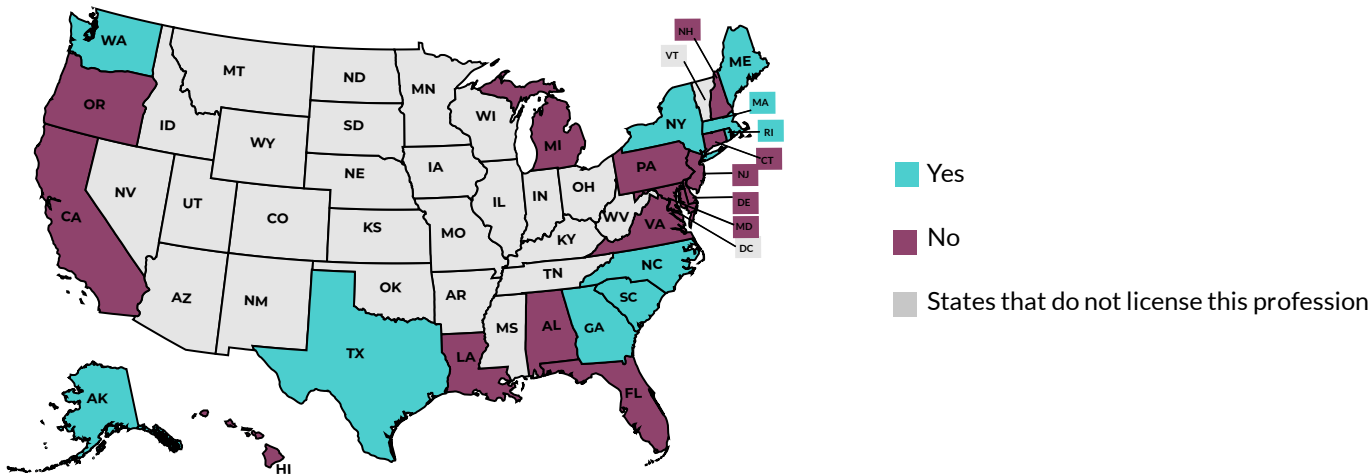 WA
MT
ND
MN
NH
VT
ME
OR
ID
SD
WI
NY
MA
RI
WY
MI
CT
NE
IA
PA
NJ
NV
UT
CO
IL
IN
OH
DE
CA
KS
MO
WV
VA
MD
KY
DC
AZ
NM
OK
AR
TN
NC
SC
MS
AL
GA
TX
LA
AK
FL
HI
Yes
No
States that do not license this profession